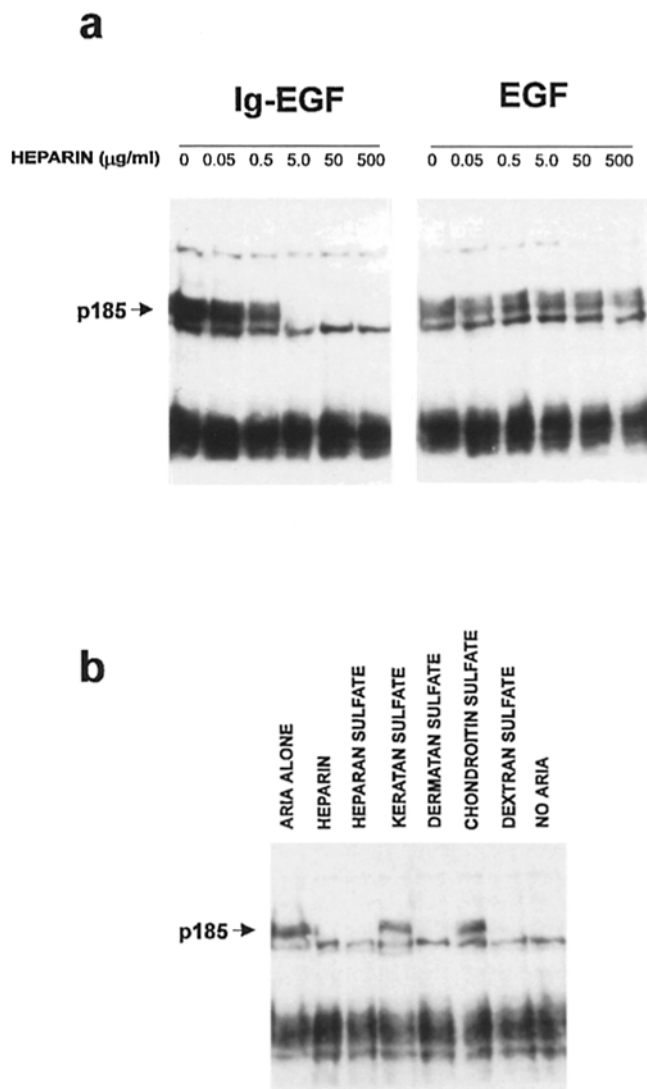 a
Ig-EGF EGF
HEPARIN (µg/ml) 0 0.05 0.5 5.0 50 500 0 0.05 0.5 5.0 50 500
p185
b
ARIA ALONE
HEPARIN
HEPARAN SULFATE
KERATAN SULFATE
DERMATAN SULFATE
CHONDROITIN SULFATE
DEXTRAN SULFATE
NO ARIA
p185